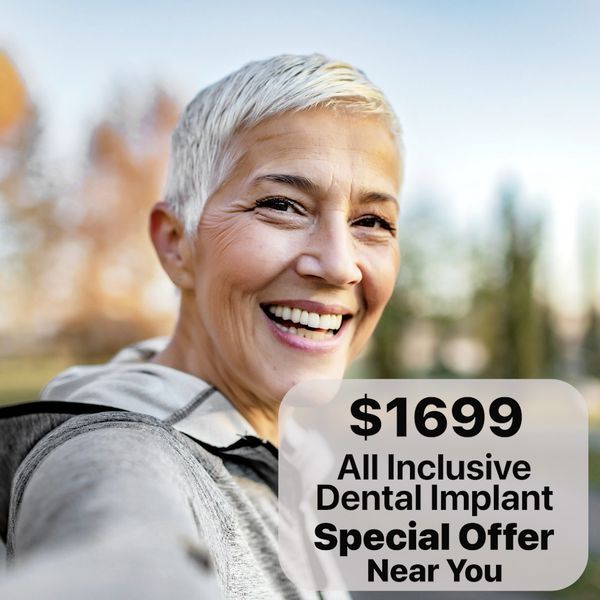 $1699
All Inclusive
Dental Implant
Special Offer
Near You